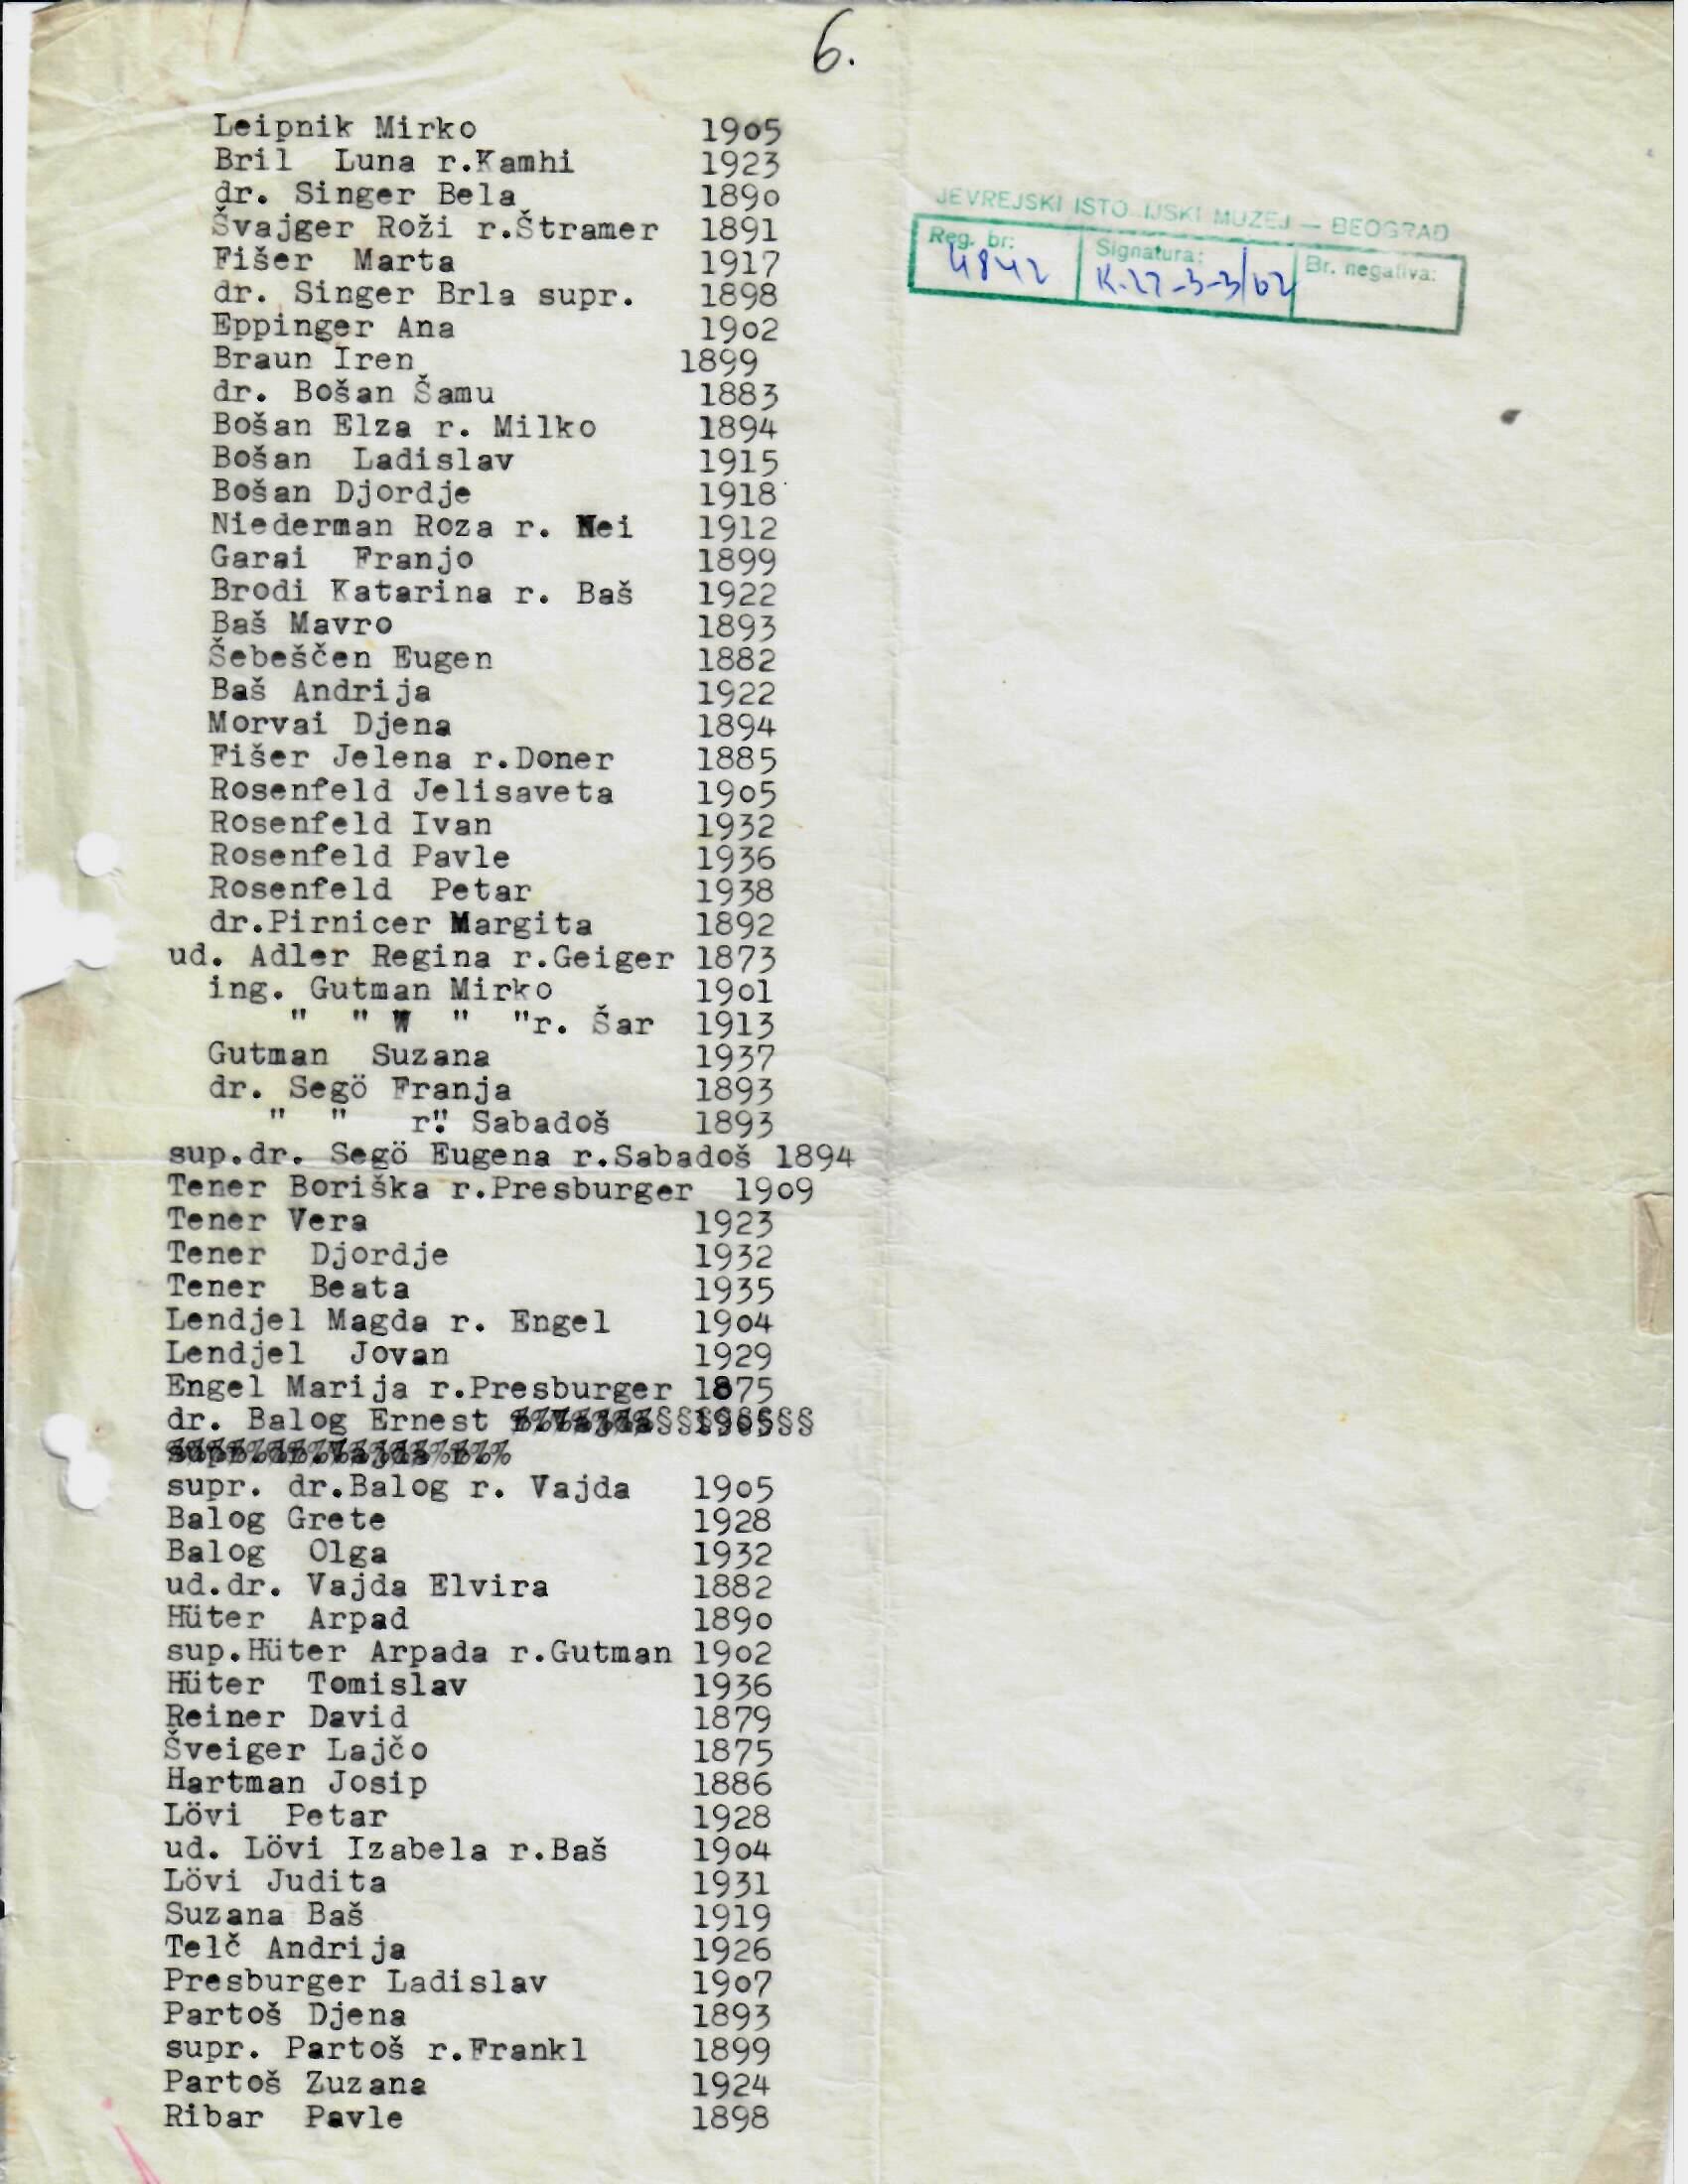 6.
Leipnik Mirko 1905
Bril Luna r.Kamhi 1923
dr. Singer Bela 1890
Švajger Roži r.Štramer 1891
Fišer Marta 1917
dr. Singer Brla supr. 1898
Eppinger Ana 1902
Braun Iren 1899
dr. Bošan Šamu 1883
Bošan Elza r. Milko 1894
Bošan Ladislav 1915
Bošan Djordje 1918
Niederman Roza r. Nei 1912
Garai Franjo 1899
Brodi Katarina r. Baš 1922
Baš Mavro 1893
Šebeščen Eugen 1882
Baš Andrija 1922
Morvai Djena 1894
Fišer Jelena r.Doner 1885
Rosenfeld Jelisaveta 1905
Rosenfeld Ivan 1932
Rosenfeld Pavle 1936
Rosenfeld Petar 1938
dr.Pirnicer Margita 1892
ud. Adler Regina r.Geiger 1873
ing. Gutman Mirko 1901
" " " "r. Šar 1913
Gutman Suzana 1937
dr. Segö Franja 1893
" " r." Sabadoš 1893
sup.dr. Segö Eugena r.Sabadoš 1894
Tener Boriška r.Presburger 1909
Tener Vera 1923
Tener Djordje 1932
Tener Beata 1935
Lendjel Magda r. Engel 1904
Lendjel Jovan 1929
Engel Marija r.Presburger 1875
dr. Balog Ernest
supr. dr.Balog r. Vajda 1905
Balog Grete 1928
Balog Olga 1932
ud.dr. Vajda Elvira 1882
Hüter Arpad 1890
sup.Hüter Arpada r.Gutman 1902
Hüter Tomislav 1936
Reiner David 1879
Šveiger Lajčo 1875
Hartman Josip 1886
Lövi Petar 1928
ud. Lövi Izabela r.Baš 1904
Lövi Judita 1931
Suzana Baš 1919
Telč Andrija 1926
Presburger Ladislav 1907
Partoš Djena 1893
supr. Partoš r.Frankl 1899
Partoš Zuzana 1924
Ribar Pavle 1898
JEVREJSKI ISTO IJSKI MUZEJ — BEOGRAD
Reg. br: Signatura: Br. negativa:
4842 K-27-3-3/62